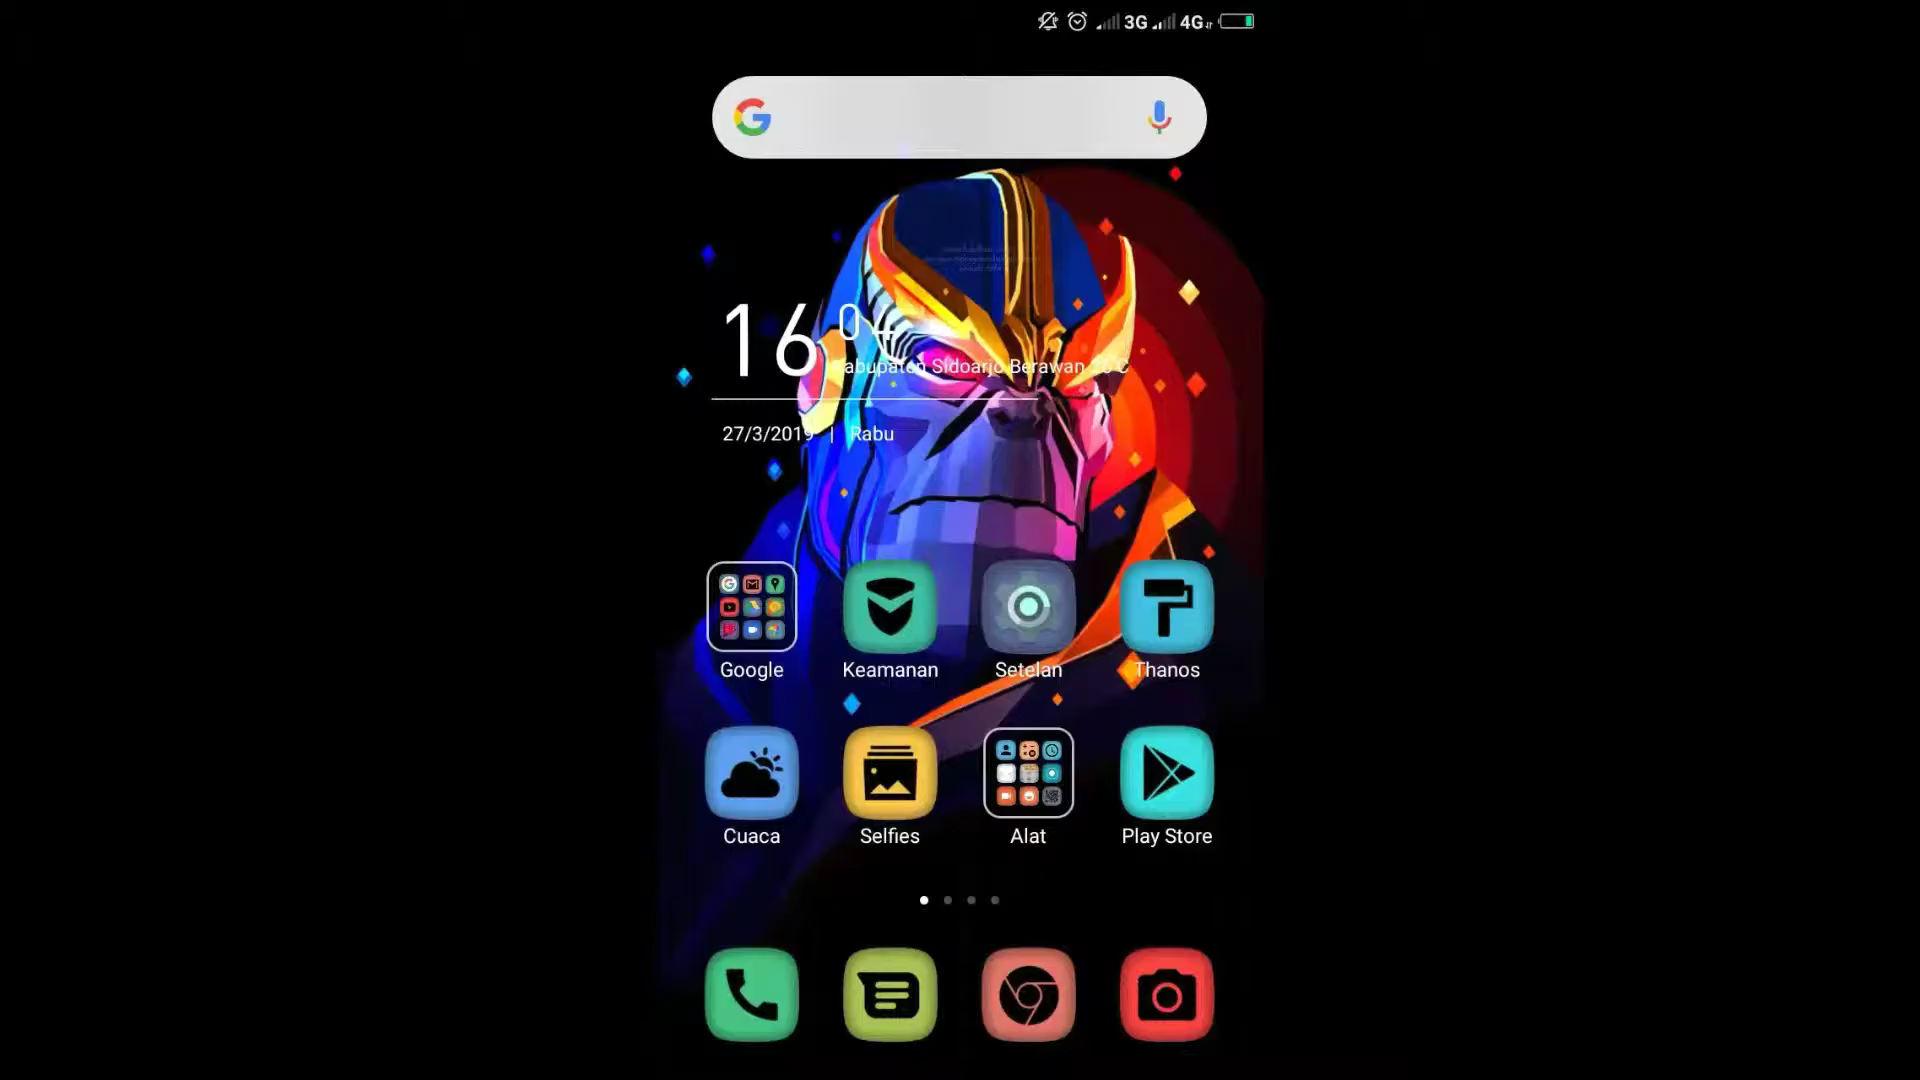 3G 4G
16 04
Kabupaten Sidoarjo Berawan
27/3/2019 | Rabu
Google Keamanan Setelan Thanos
Cuaca Selfies Alat Play Store